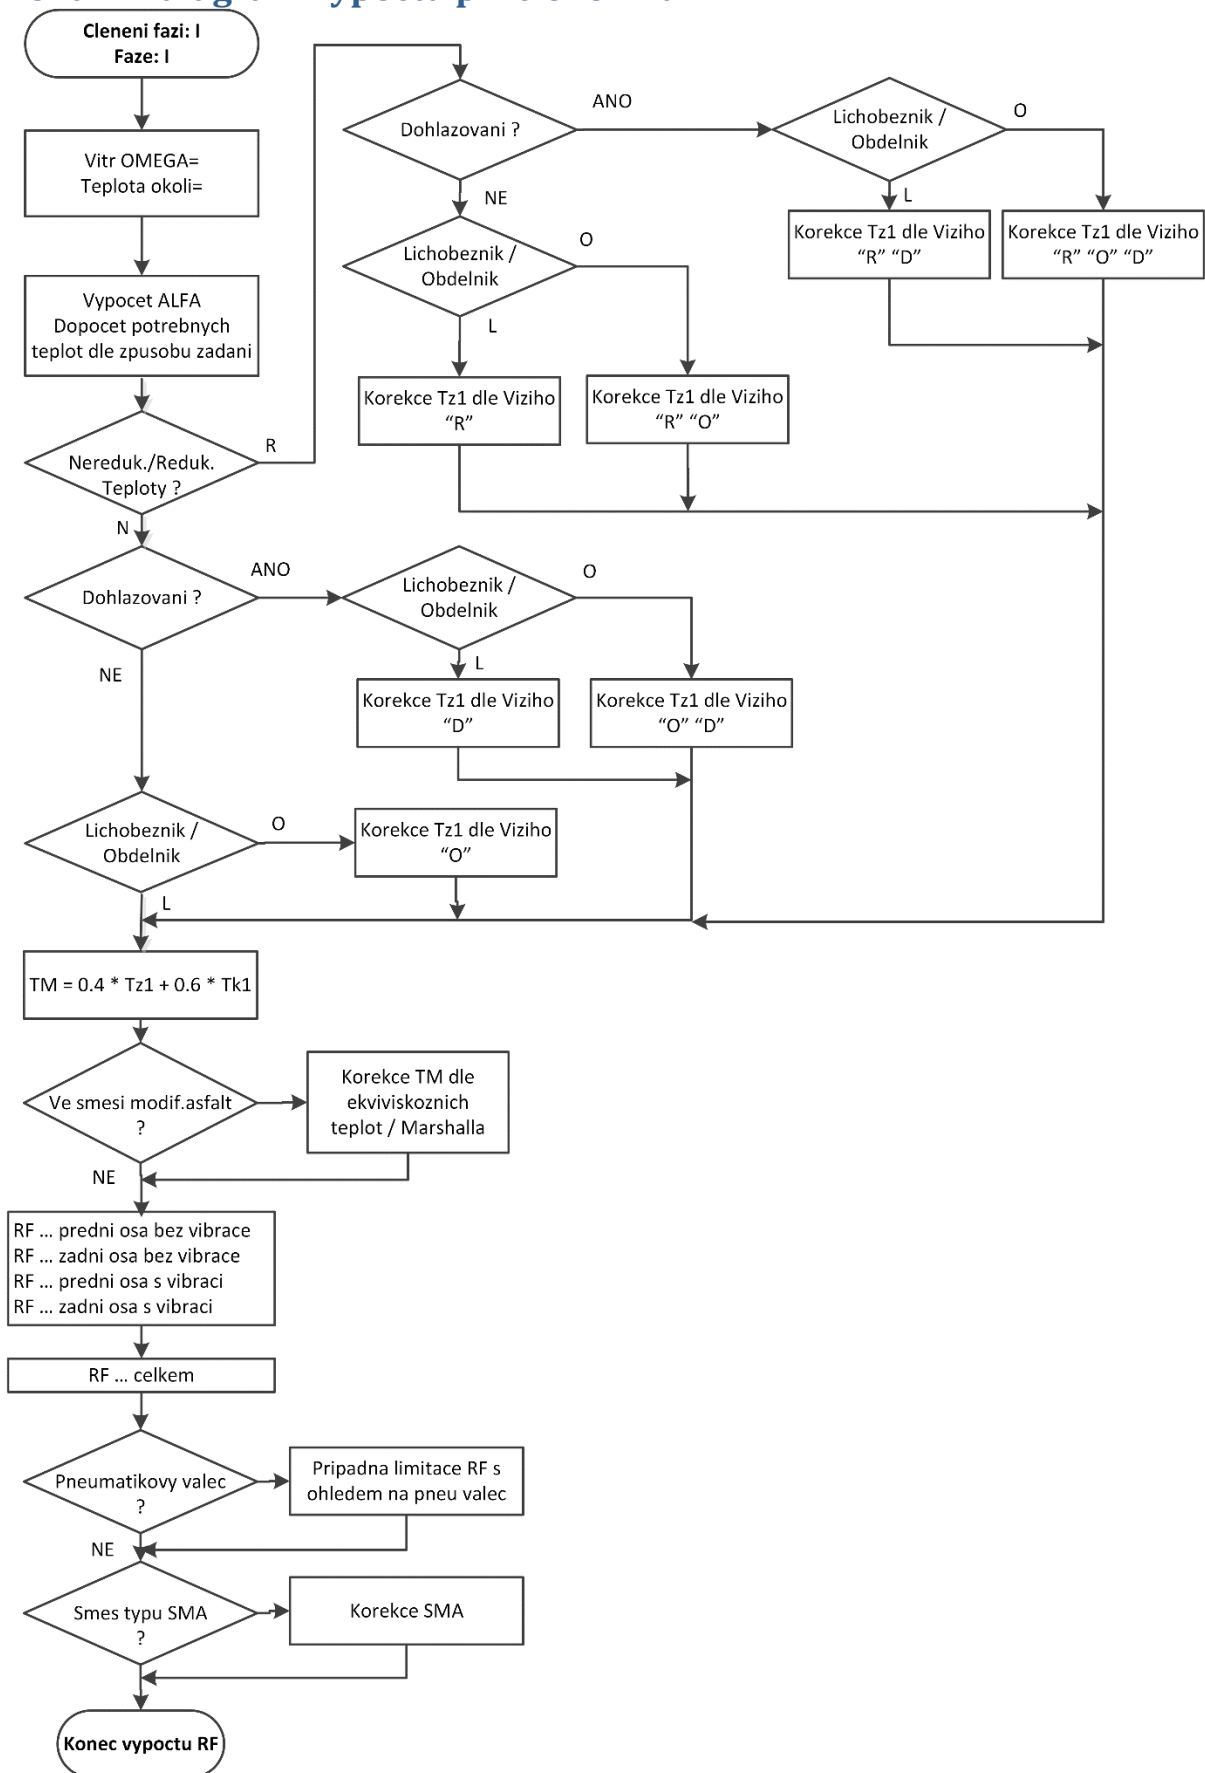 Cleneni fazi: I
Faze: I
Vitr OMEGA=
Teplota okoli=
Vypocet ALFA
Dopocet potrebnych
teplot dle zpusobu zadani
Nereduk./Reduk.
Teploty ?
R
N
Dohlazovani ?
ANO
Lichobeznik /
Obdelnik
O
L
Korekce Tz1 dle Viziho
“R” “D”
Korekce Tz1 dle Viziho
“R” “O” “D”
NE
Lichobeznik /
Obdelnik
O
L
Korekce Tz1 dle Viziho
“R”
Korekce Tz1 dle Viziho
“R” “O”
Dohlazovani ?
ANO
Lichobeznik /
Obdelnik
O
L
NE
Korekce Tz1 dle Viziho
“D”
Korekce Tz1 dle Viziho
“O” “D”
Lichobeznik /
Obdelnik
O
Korekce Tz1 dle Viziho
“O”
L
TM = 0.4 * Tz1 + 0.6 * Tk1
Ve smesi modif.asfalt
?
Korekce TM dle
ekviviskoznich
teplot / Marshalla
NE
RF ... predni osa bez vibrace
RF ... zadni osa bez vibrace
RF ... predni osa s vibraci
RF ... zadni osa s vibraci
RF ... celkem
Pneumatikovy valec
?
Pripadna limitace RF s
ohledem na pneu valec
NE
Smes typu SMA
?
Korekce SMA
Konec vypoctu RF